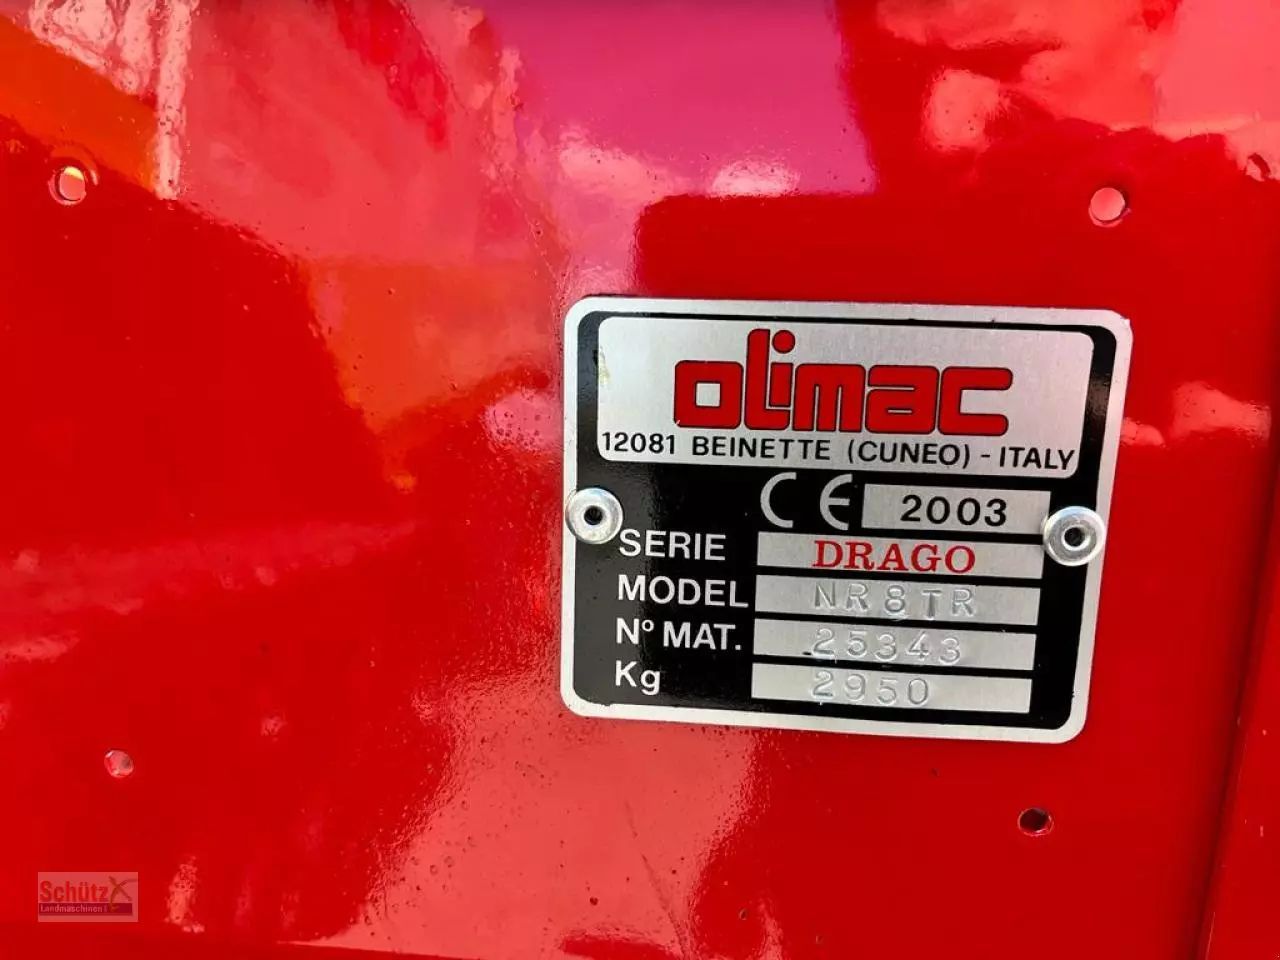 olimac
12081 BEINETTE (CUNEO) - ITALY
CE 2003
SERIE DRAGO
MODEL NR8TR
N° MAT. 25343
Kg 2950
Schütz
Landmaschinen